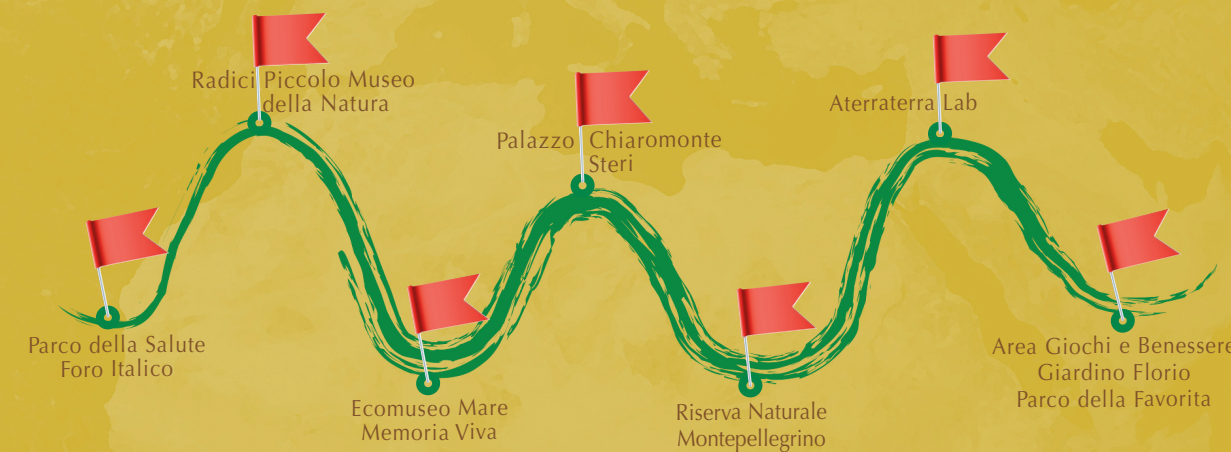 Parco della Salute
Foro Italico
Radici Piccolo Museo
della Natura
Ecomuseo Mare
Memoria Viva
Palazzo Chiaromonte
Steri
Riserva Naturale
Montepellegrino
Aterraterra Lab
Area Giochi e Benessere
Giardino Florio
Parco della Favorita